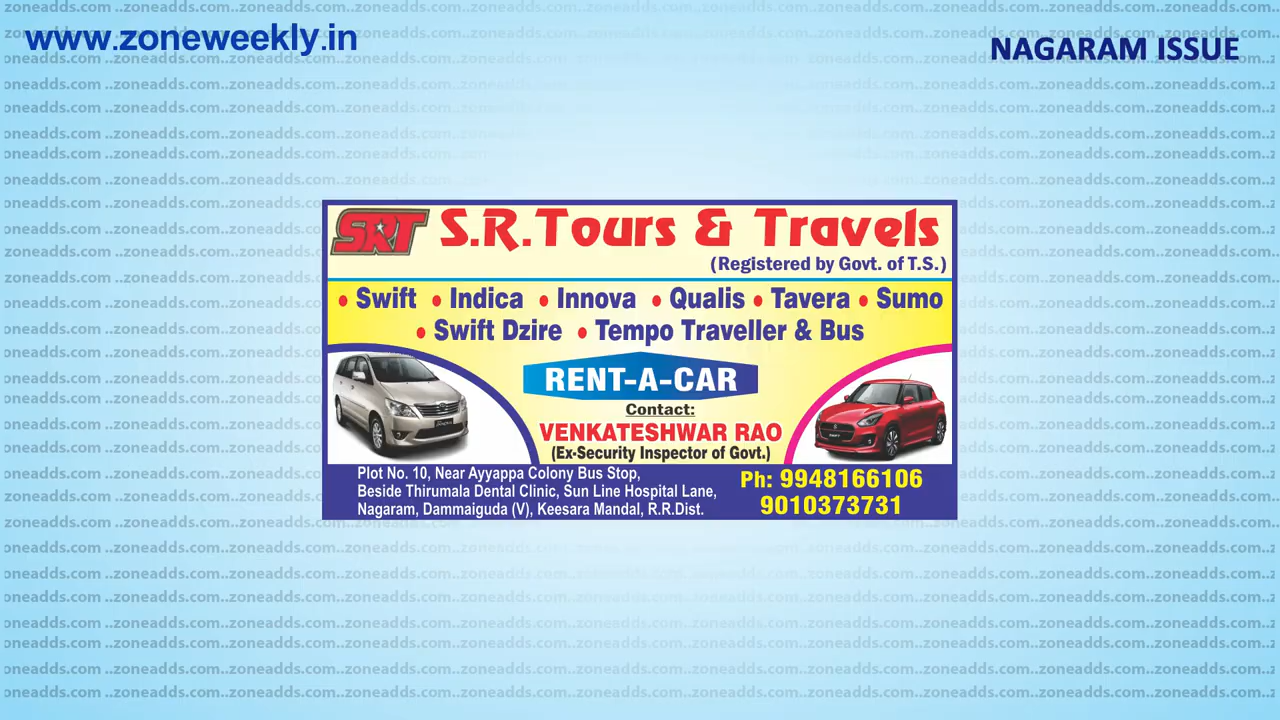 www.zoneweekly.in
NAGARAM ISSUE
SRT
S.R.Tours & Travels
(Registered by Govt. of T.S.)
• Swift • Indica • Innova • Qualis • Tavera • Sumo
• Swift Dzire • Tempo Traveller & Bus
RENT-A-CAR
Contact:
VENKATESHWAR RAO
(Ex-Security Inspector of Govt.)
Plot No. 10, Near Ayyappa Colony Bus Stop,
Beside Thirumala Dental Clinic, Sun Line Hospital Lane,
Nagaram, Dammaiguda (V), Keesara Mandal, R.R.Dist.
Ph: 9948166106
9010373731